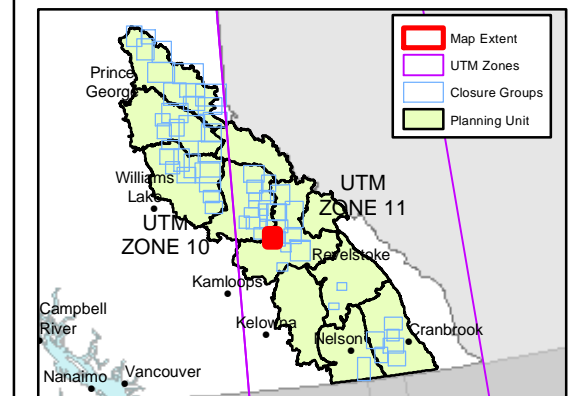 Map Extent
UTM Zones
Closure Groups
Planning Unit
Prince
George
Williams
Lake
UTM
ZONE 10
UTM
ZONE 11
Revelstoke
Kamloops
Kelowna
Nelson
Cranbrook
Campbell
River
Nanaimo
Vancouver